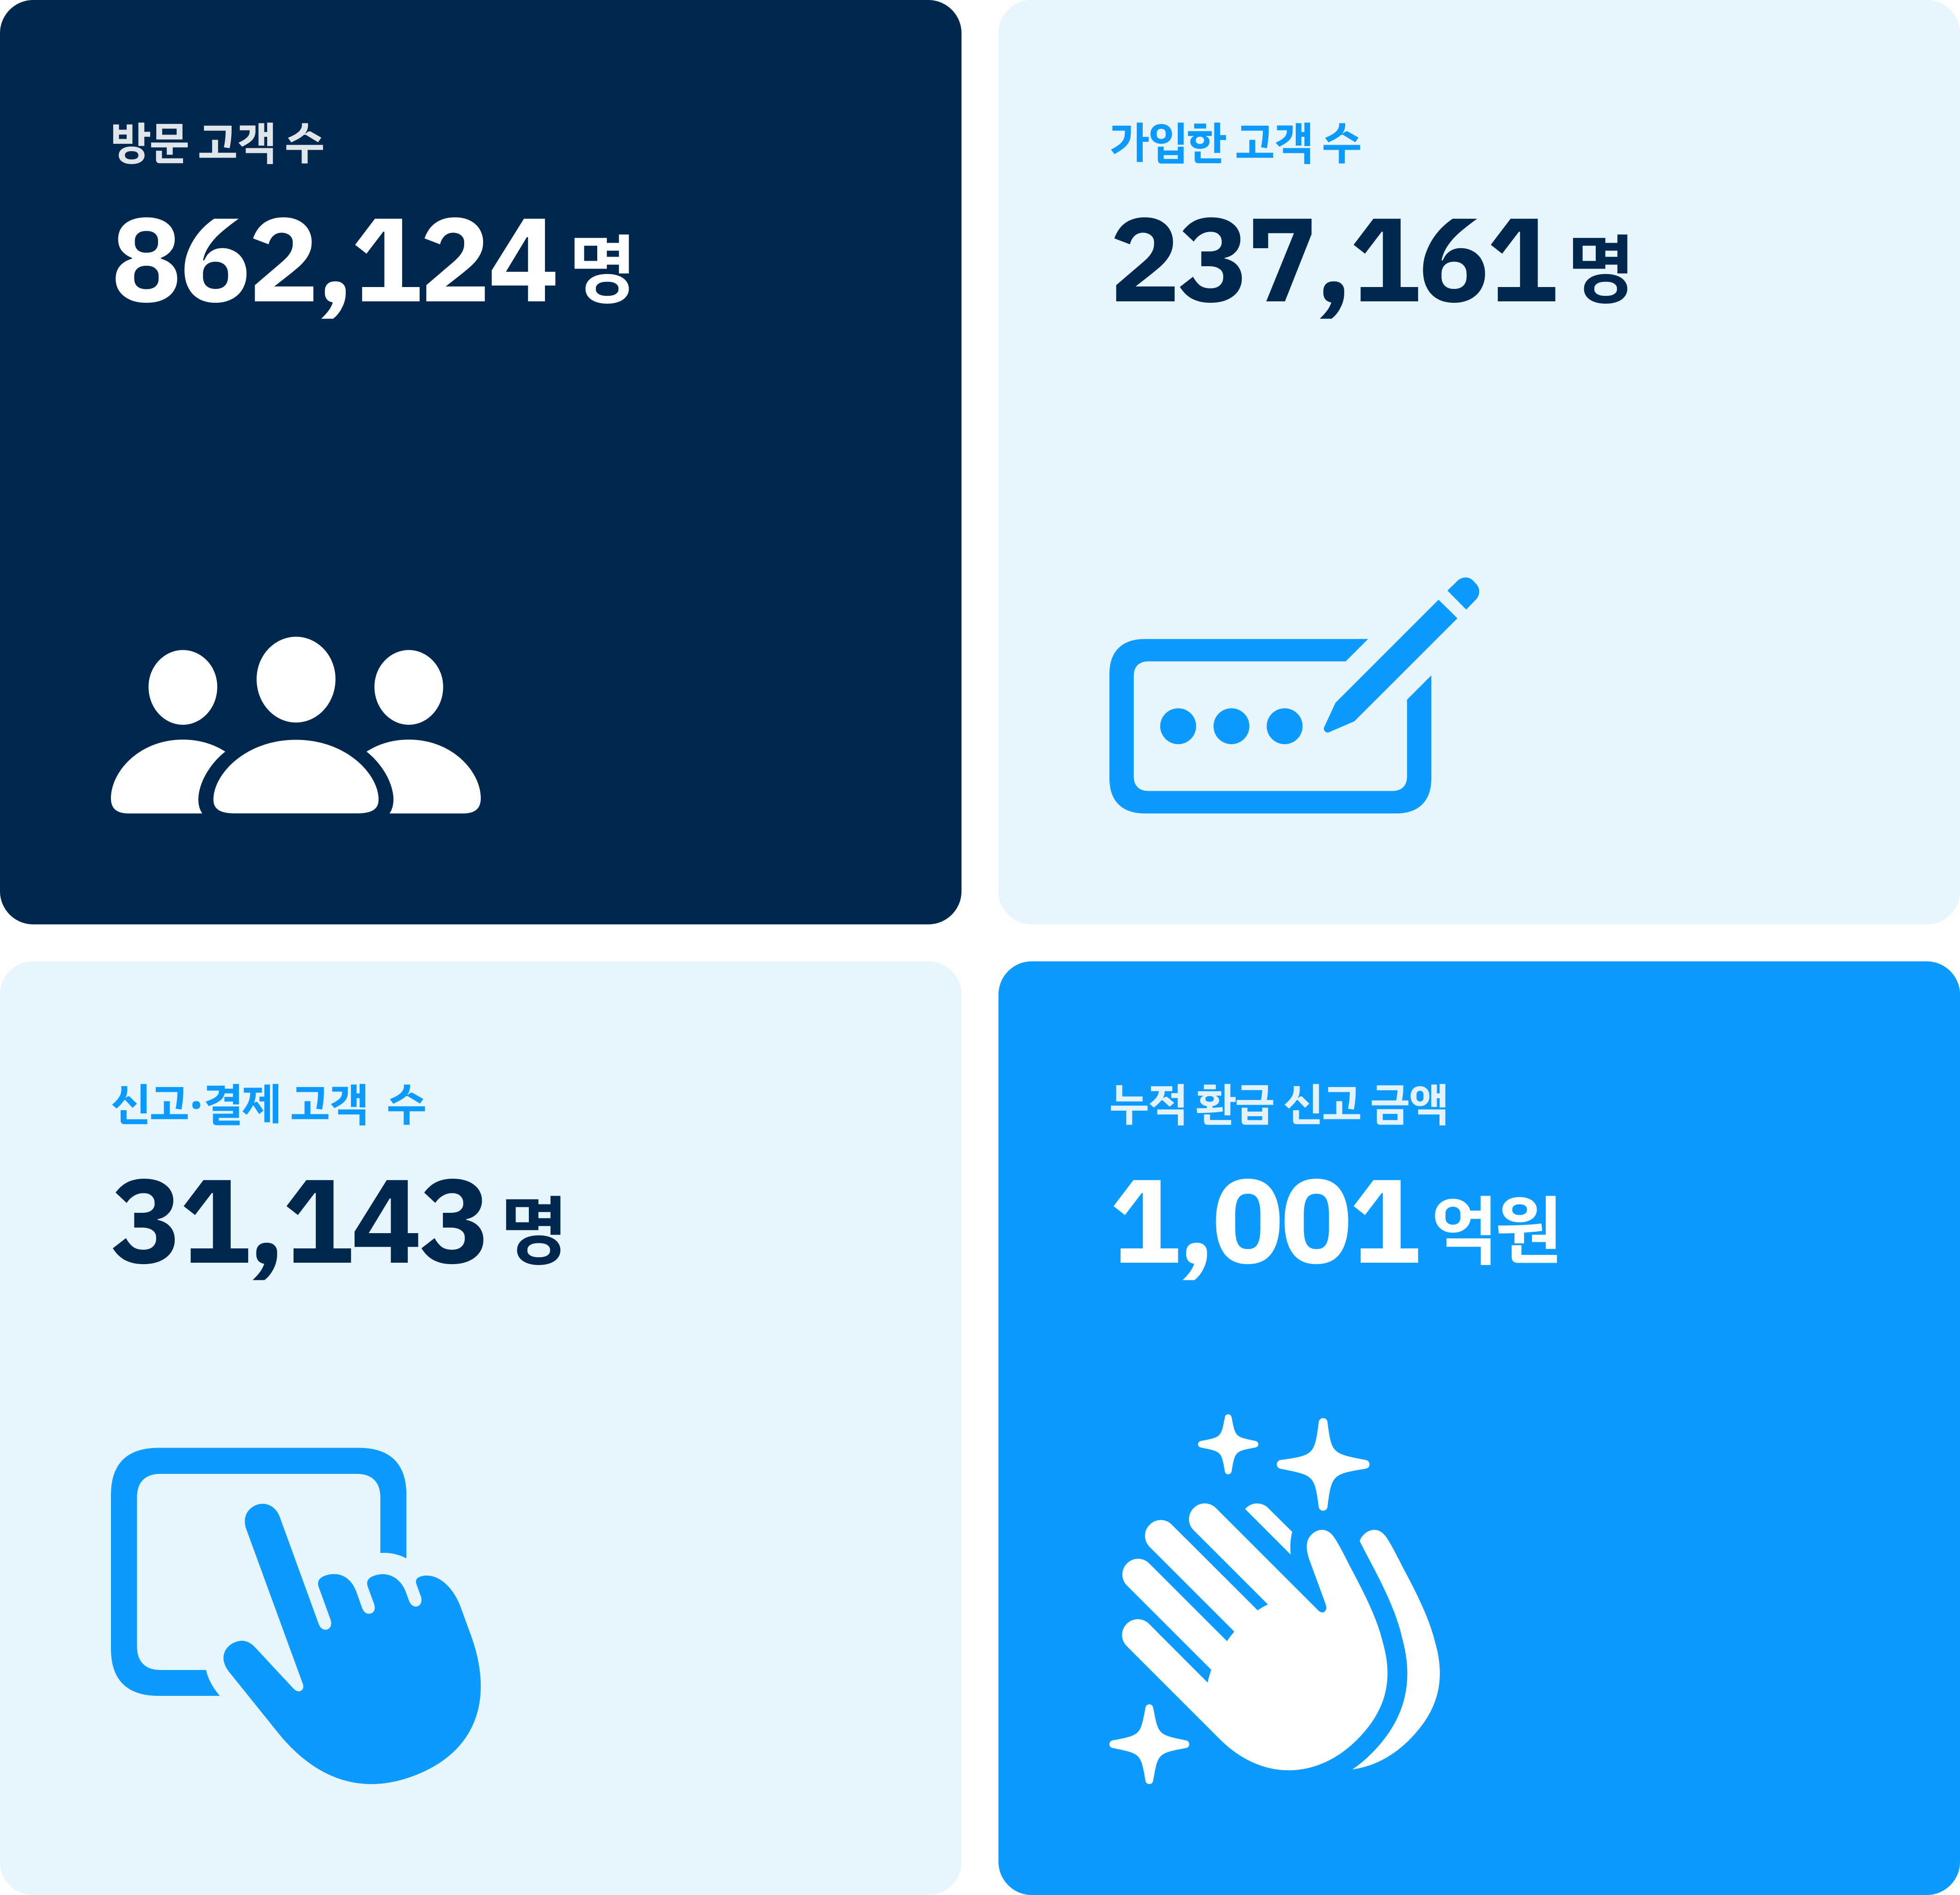 방문 고객 수
862,124 명
가입한 고객 수
237,161 명
신고·결제 고객 수
31,143 명
누적 환급 신고 금액
1,001 억원